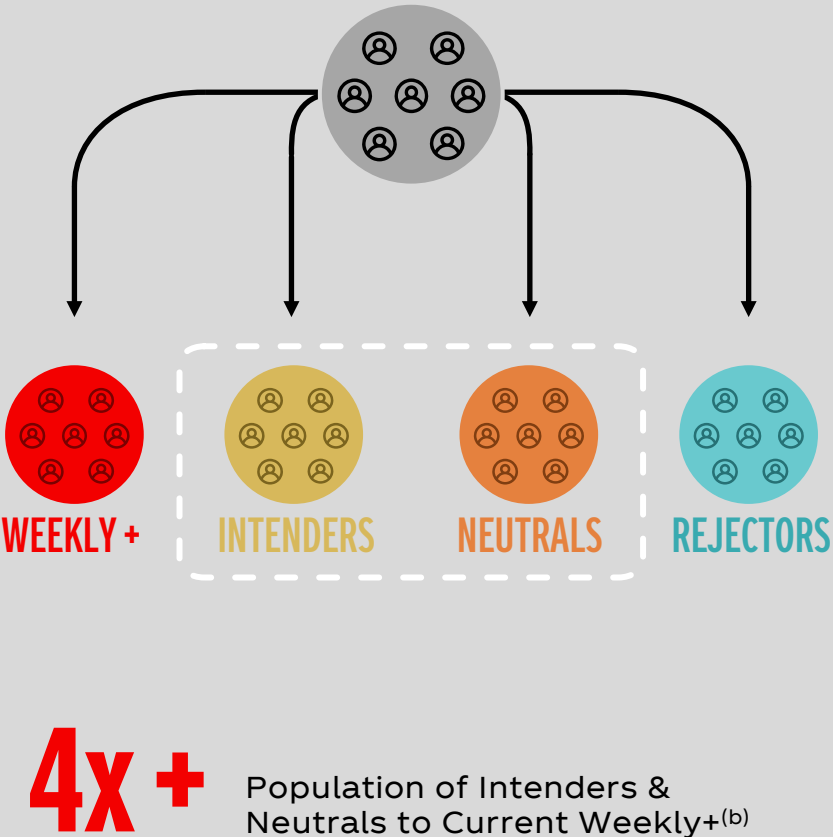 WEEKLY +
INTENDERS
NEUTRALS
REJECTORS
4x +
Population of Intenders &
Neutrals to Current Weekly+(b)